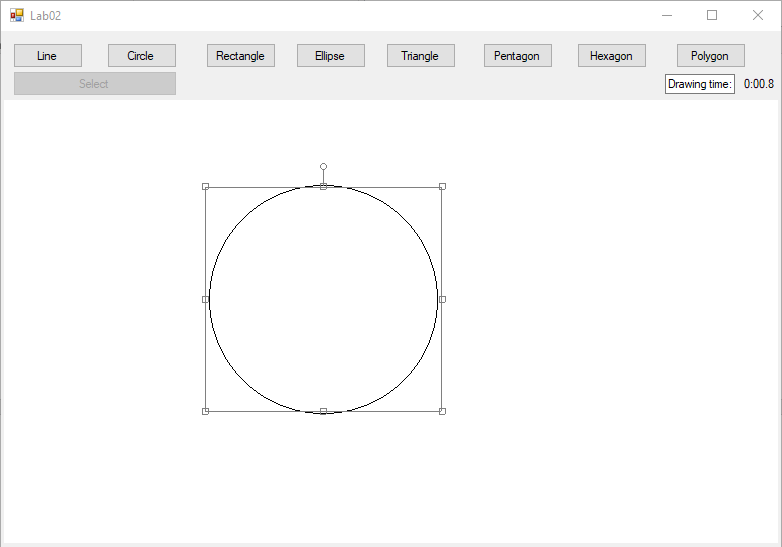 Lab02
Line Circle Rectangle Ellipse Triangle Pentagon Hexagon Polygon
Select Drawing time: 0:00.8